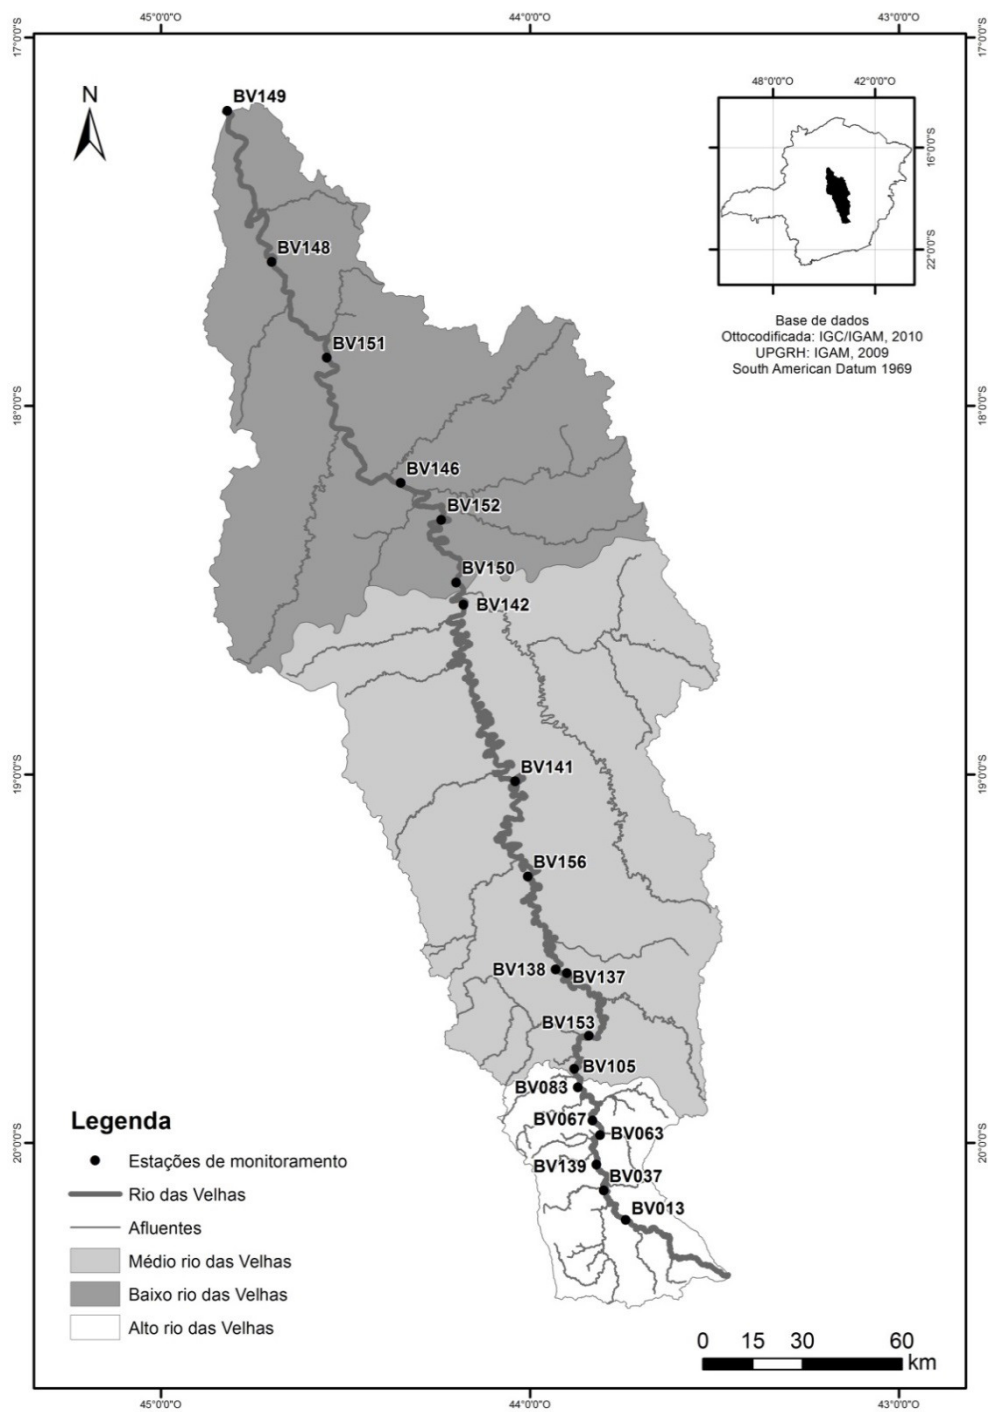 45°0'0"O 44°0'0"O 43°0'0"O
17°0'0"S 17°0'0"S
N
BV149
48°0'0"O 42°0'0"O
16°0'0"S
22°0'0"S
BV148
Base de dados
Ottocodificada: IGC/IGAM, 2010
UPGRH: IGAM, 2009
South American Datum 1969
BV151
18°0'0"S 18°0'0"S
BV146
BV152
BV150
BV142
19°0'0"S 19°0'0"S
BV141
BV156
BV138 BV137
BV153
BV105
BV083
BV067
BV063
20°0'0"S 20°0'0"S
BV139
BV037
BV013
Legenda
Estações de monitoramento
Rio das Velhas
Afluentes
Médio rio das Velhas
Baixo rio das Velhas
Alto rio das Velhas
0 15 30 60
km
45°0'0"O 44°0'0"O 43°0'0"O